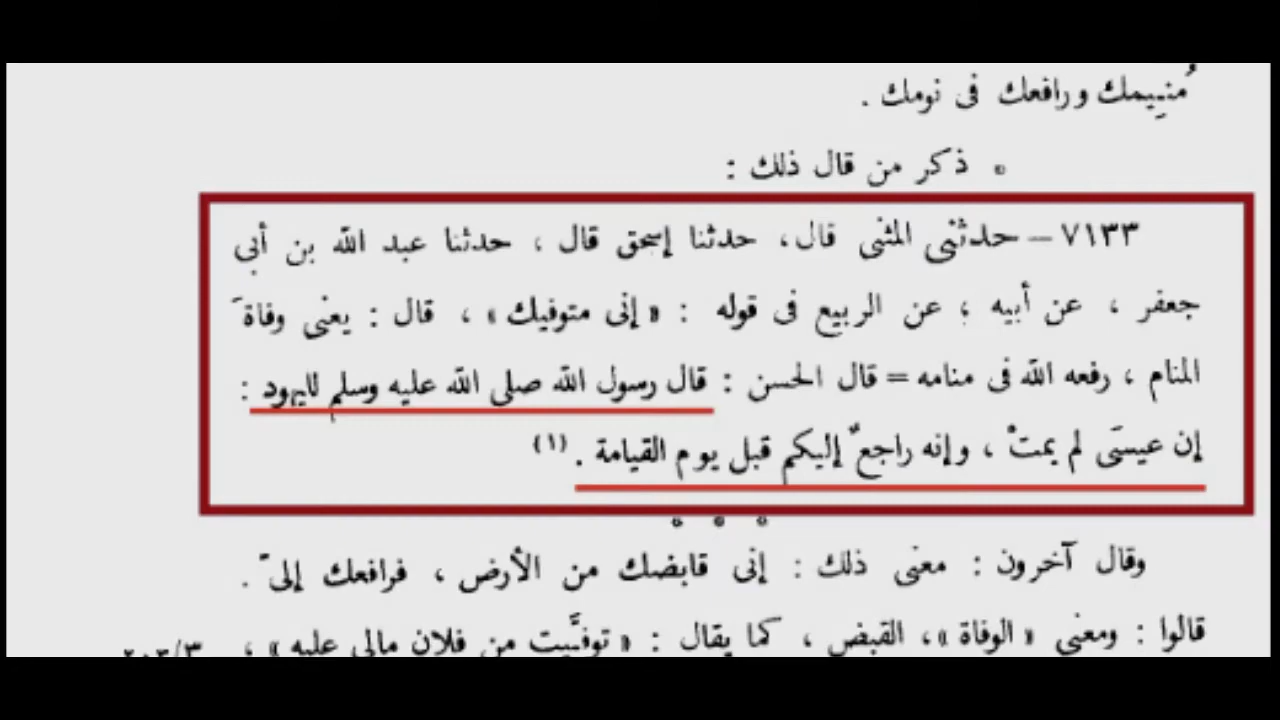 مُنِيمك ورافعك فى نومك .
° ذكر من قال ذلك :
٧١٣٣ – حدثنى المثنى قال، حدثنا إسحق قال ، حدثنا عبد الله بن أبى
جعفر ، عن أبيه ؛ عن الربيع فى قوله : « إنى متوفيك » ، قال : يعنى وفاةَ
المنام ، رفعه الله فى منامه = قال الحسن : قال رسول الله صلى الله عليه وسلم لليهود :
إن عيسَى لم يمتْ ، وإنه راجعٌ إليكم قبل يوم القيامة . (١)
° ° °
وقال آخرون : معنى ذلك : إنى قابضك من الأرض ، فرافعك إلىّ .
قالوا : ومعنى « الوفاة »، القبض ، كما يقال : « توفَّيت من فلان مالى عليه » ،